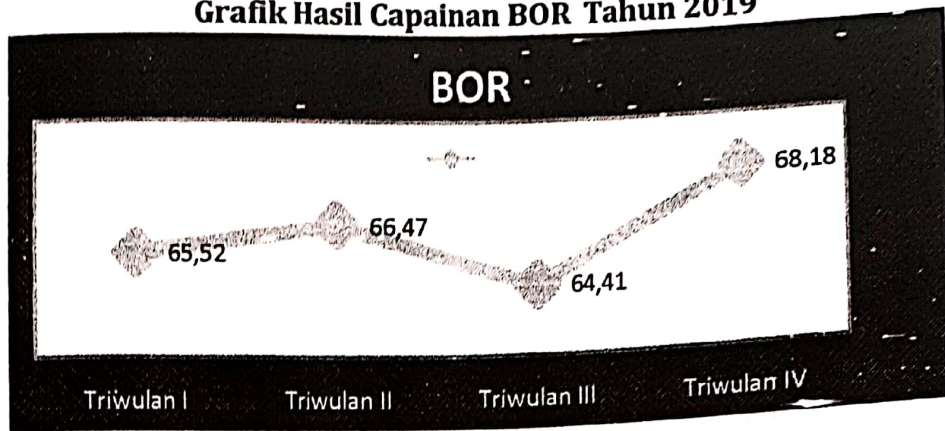 Grafik Hasil Capainan BOR Tahun 2019
BOR
68,18
66,47
65,52
64,41
Triwulan I Triwulan II Triwulan III Triwulan IV